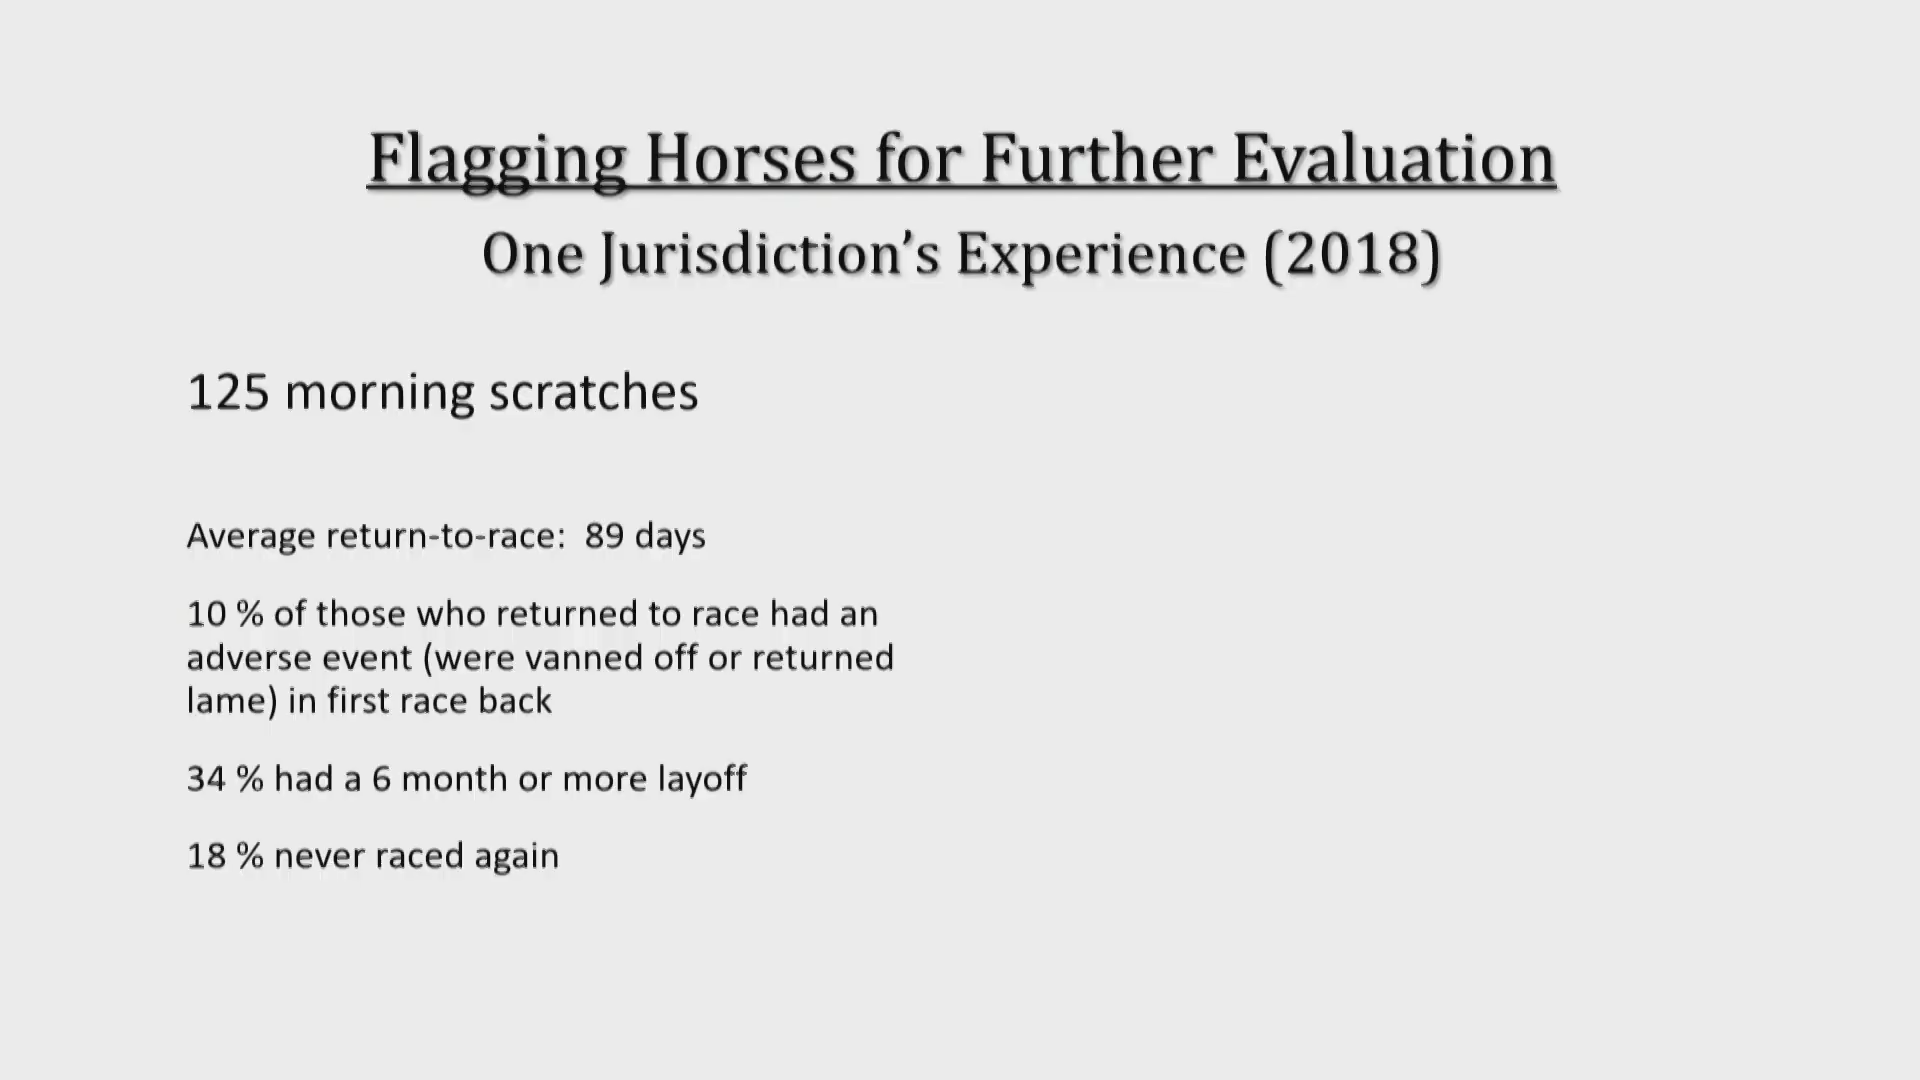 Flagging Horses for Further Evaluation
One Jurisdiction’s Experience (2018)
125 morning scratches
Average return-to-race:  89 days
10 % of those who returned to race had an
adverse event (were vanned off or returned
lame) in first race back
34 % had a 6 month or more layoff
18 % never raced again